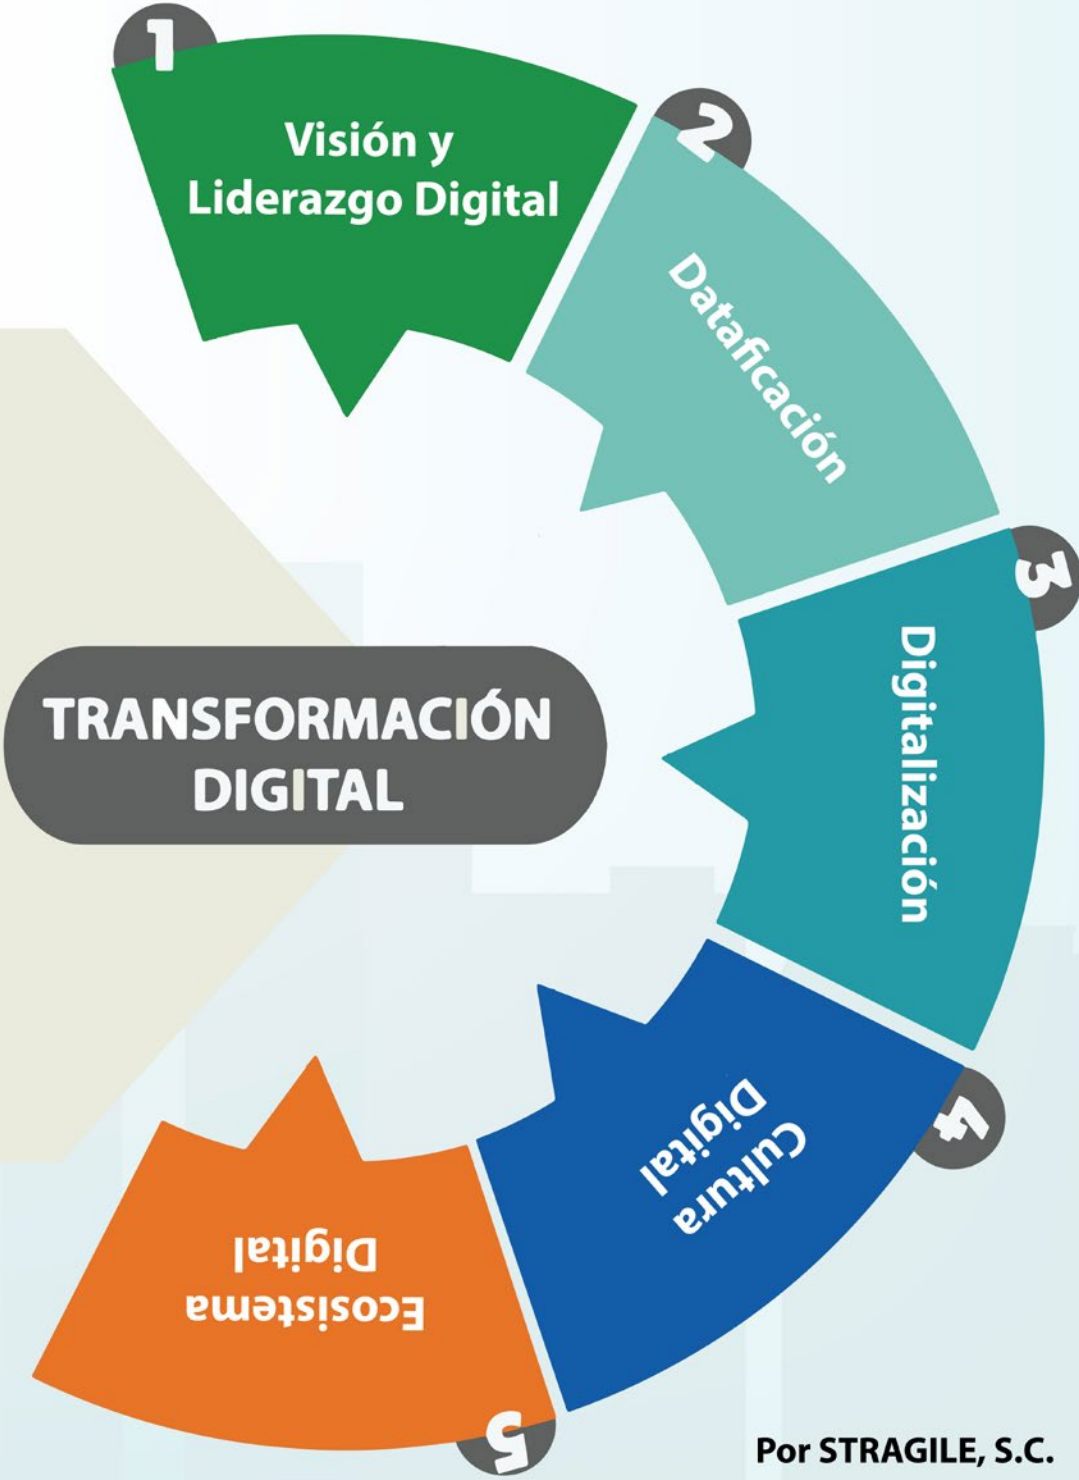 1
Visión y
Liderazgo Digital
2
Dataficación
3
Digitalización
TRANSFORMACIÓN
DIGITAL
4
Cultura
Digital
5
Ecosistema
Digital
Por STRAGILE, S.C.